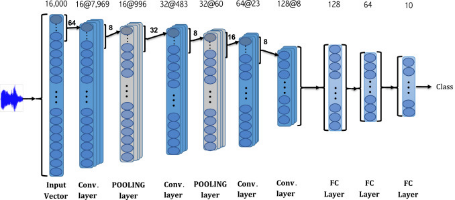 16,000 16@7,969 16@996 32@483 32@60 64@23 128@8 128 64 10
64 8 32 8 16 8
Class
Input Conv. POOLING Conv. POOLING Conv. Conv. FC FC FC
Vector layer layer layer layer layer layer Layer Layer Layer